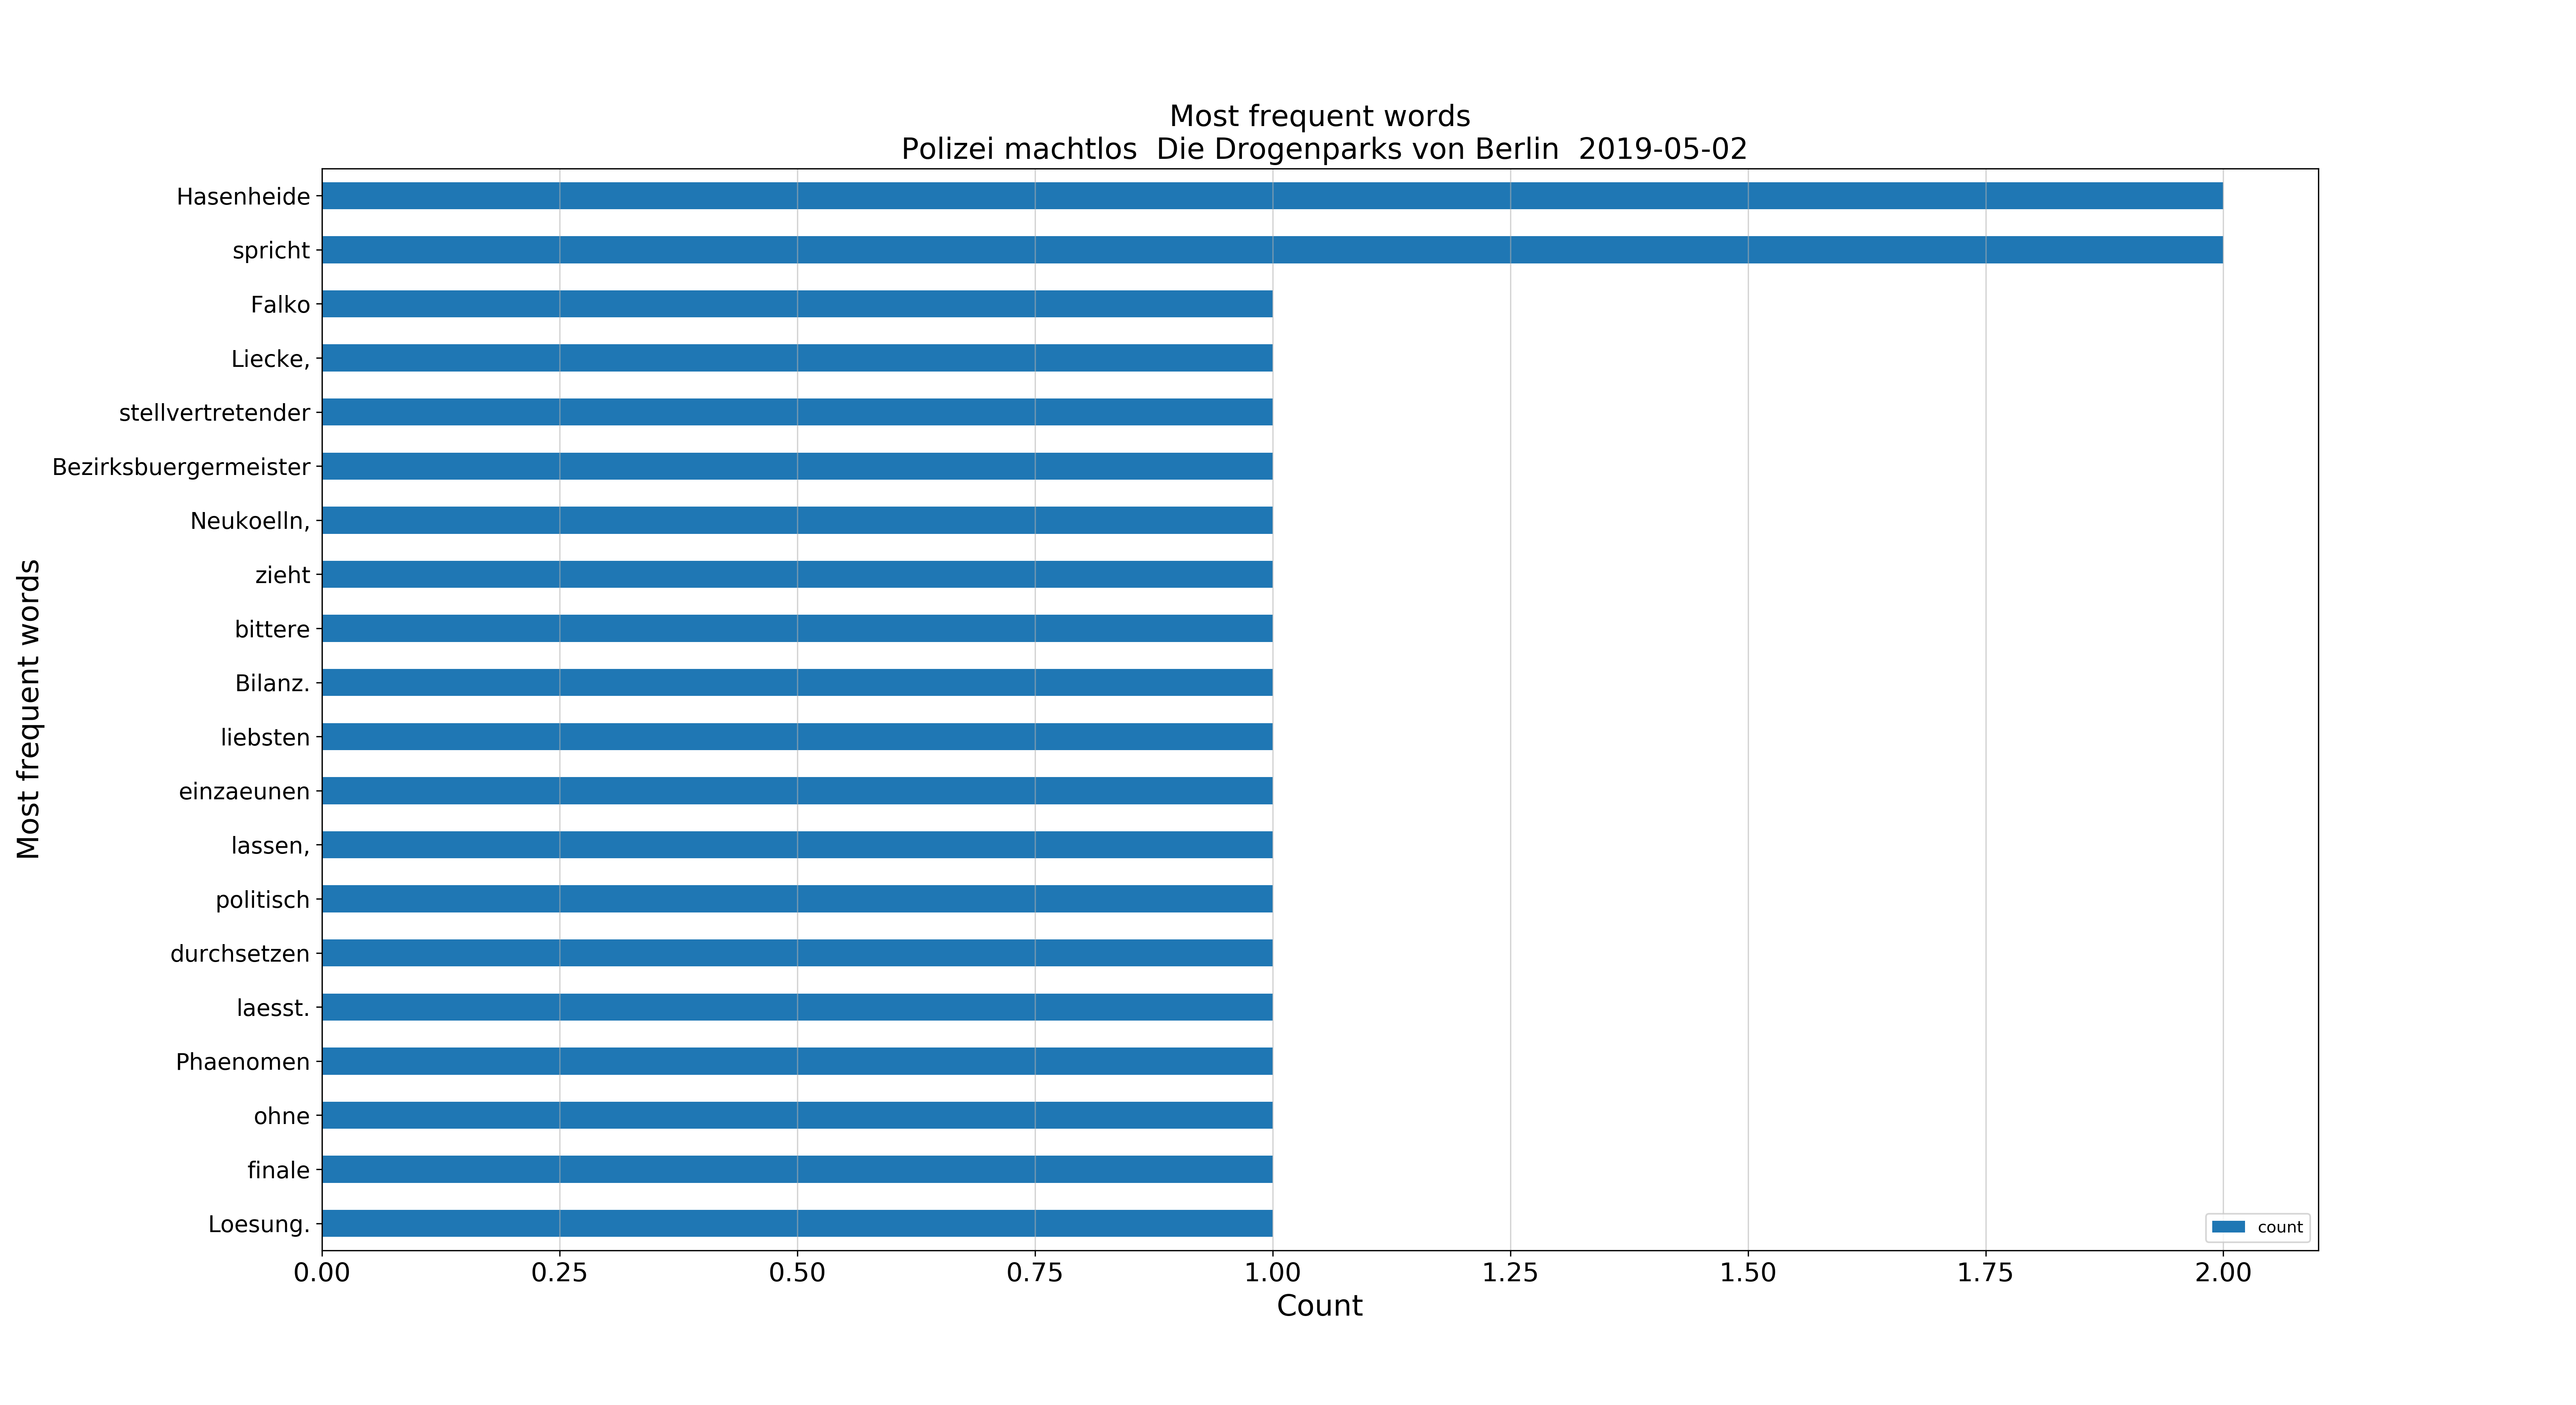 Most frequent words
Polizei machtlos  Die Drogenparks von Berlin  2019-05-02
Most frequent words
Hasenheide
spricht
Falko
Liecke,
stellvertretender
Bezirksbuergermeister
Neukoelln,
zieht
bittere
Bilanz.
liebsten
einzaeunen
lassen,
politisch
durchsetzen
laesst.
Phaenomen
ohne
finale
Loesung.
count
0.00 0.25 0.50 0.75 1.00 1.25 1.50 1.75 2.00
Count